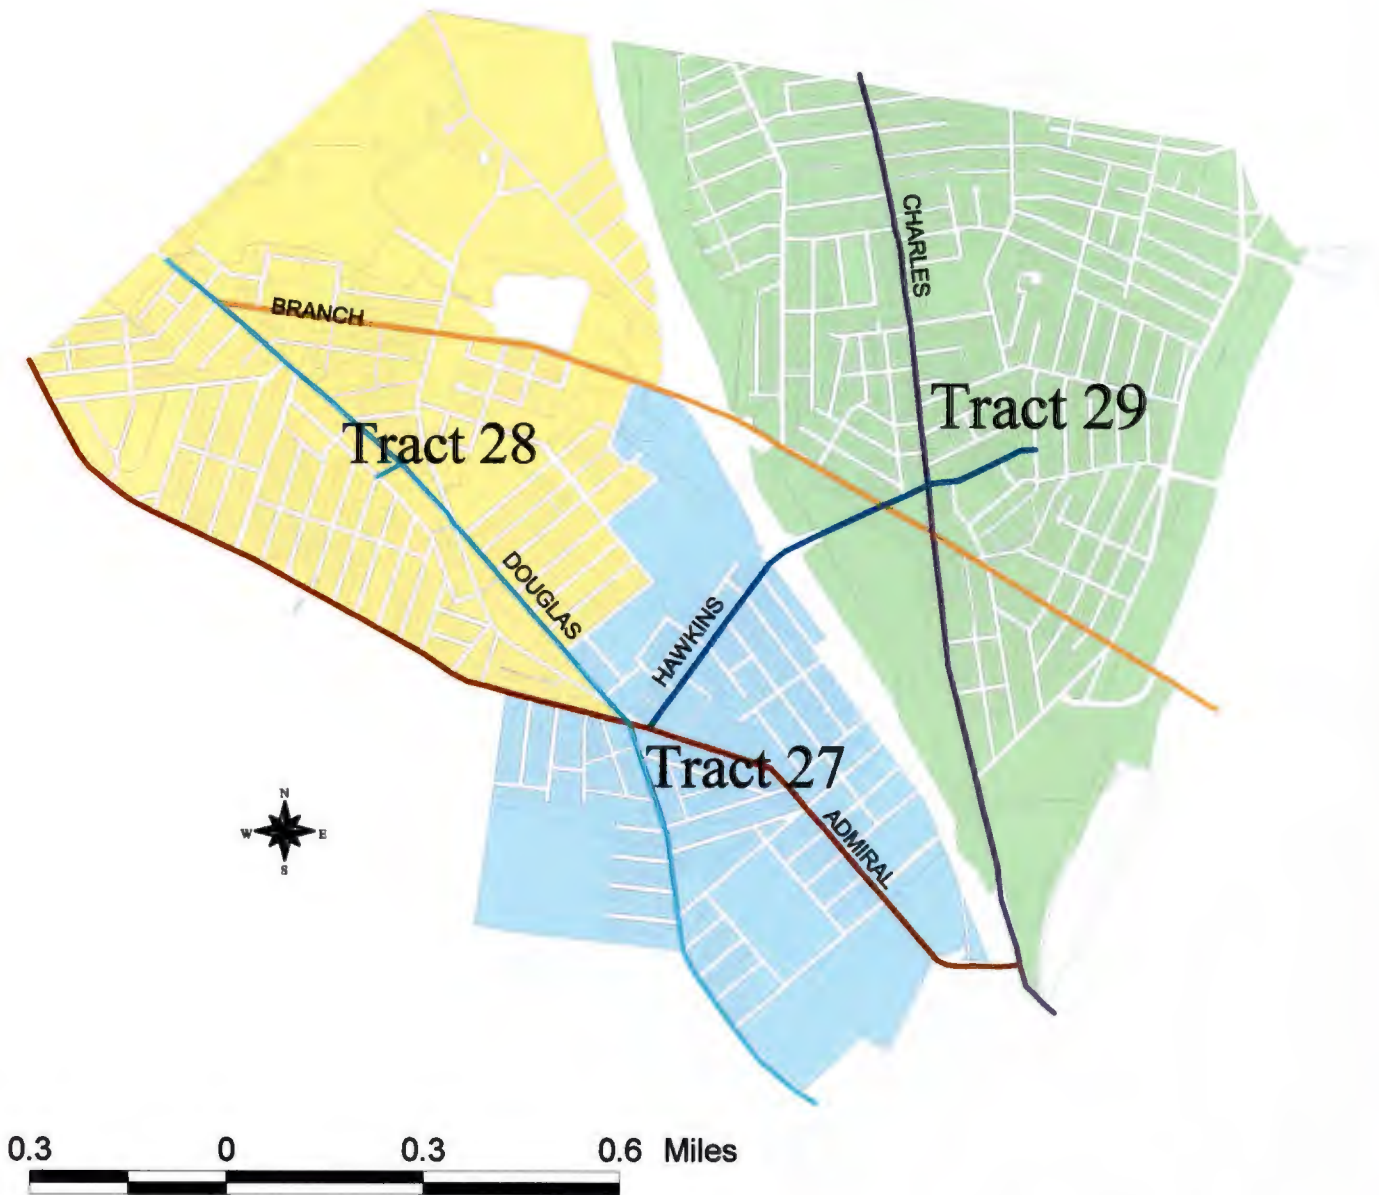 CHARLES
BRANCH
Tract 29
Tract 28
DOUGLAS
HAWKINS
Tract 27
ADMIRAL
N
W E
S
0.3 0 0.3 0.6 Miles